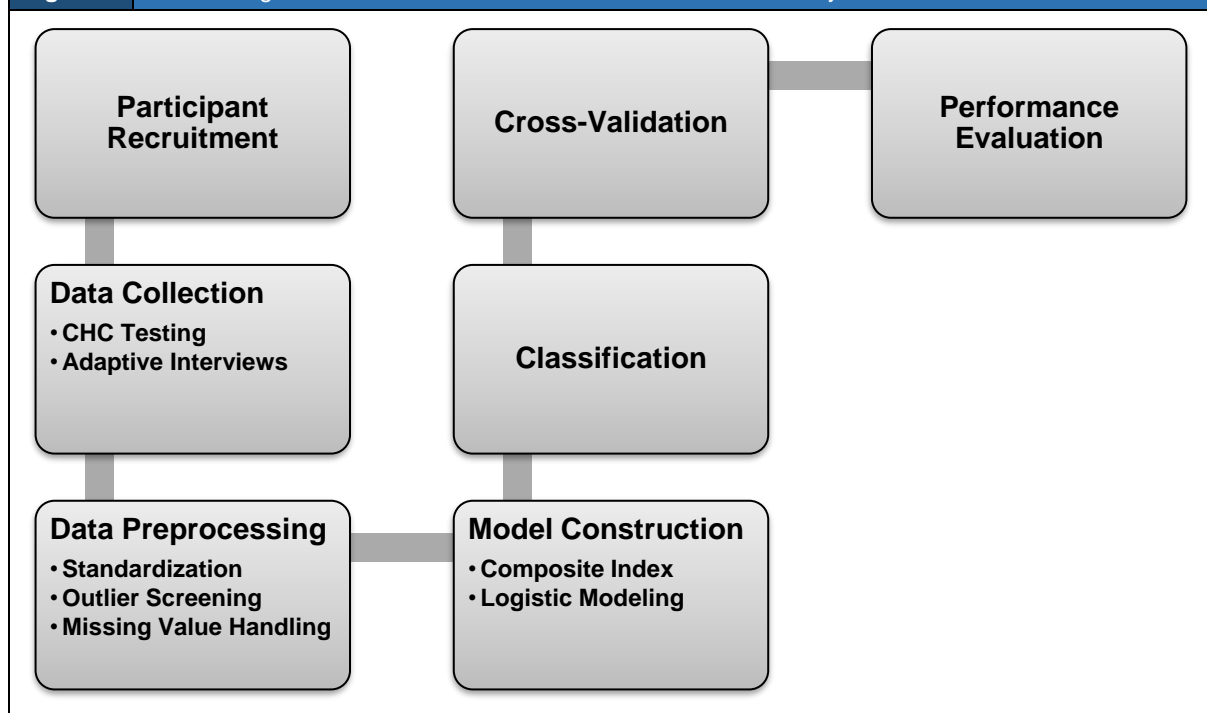 Participant
Recruitment
Data Collection
• CHC Testing
• Adaptive Interviews
Data Preprocessing
• Standardization
• Outlier Screening
• Missing Value Handling
Model Construction
• Composite Index
• Logistic Modeling
Classification
Cross-Validation
Performance
Evaluation